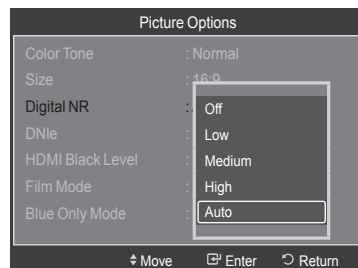 Picture Options
Color Tone : Normal
Size : 16:9
Digital NR :
Off
DNIe :
Low
HDMI Black Level :
Medium
Film Mode :
High
Blue Only Mode :
Auto
Move Enter Return